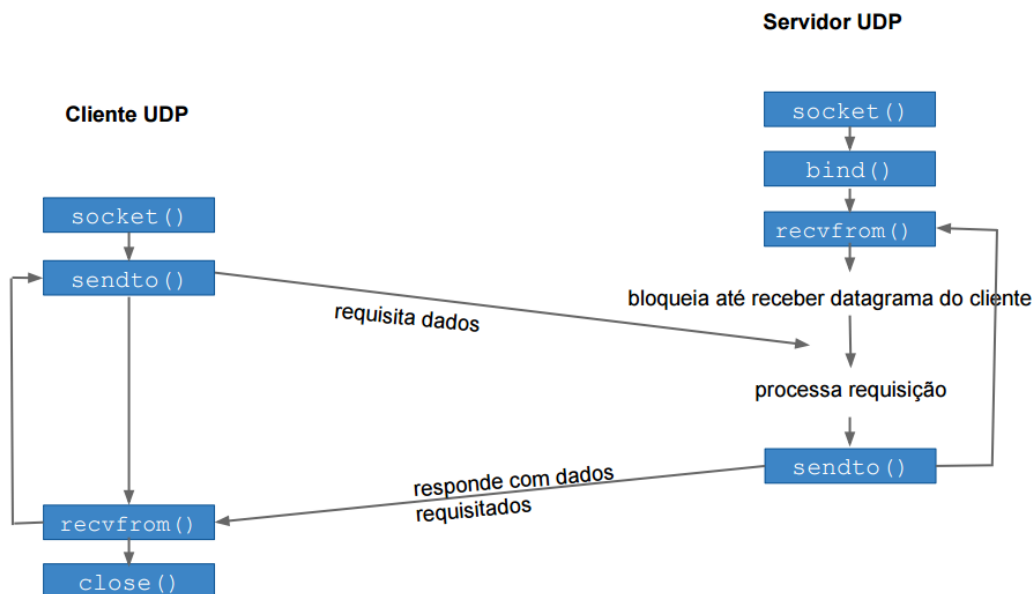 Servidor UDP
Cliente UDP
socket()
bind()
recvfrom()
bloqueia até receber datagrama do cliente
processa requisição
sendto()
socket()
sendto()
requisita dados
responde com dados
requisitados
recvfrom()
close()